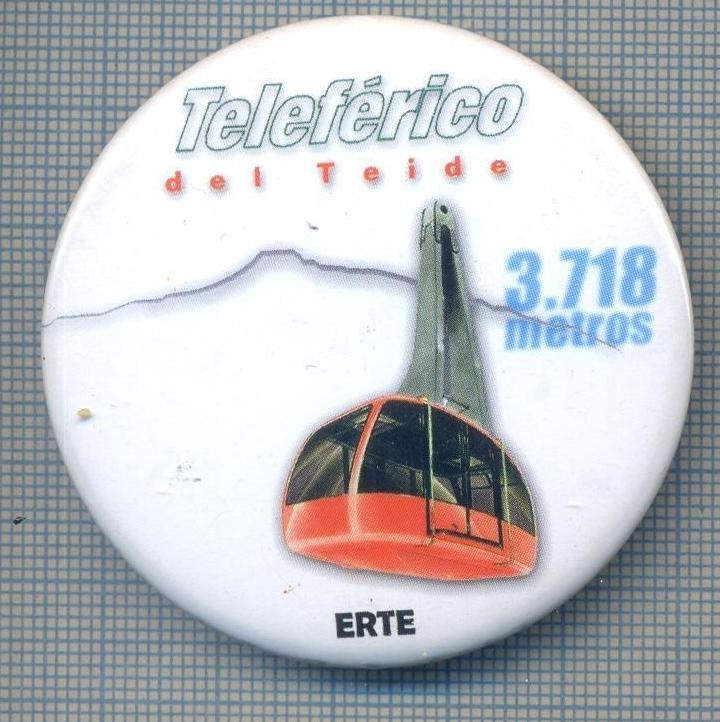 Teleférico
del Teide
3.718
metros
ERTE